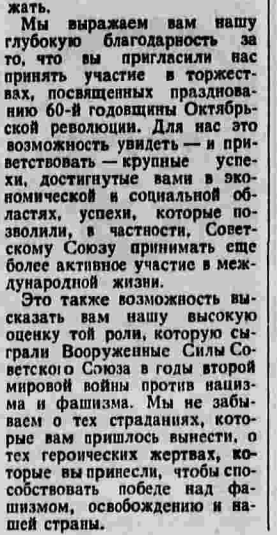 жать.
Мы выражаем вам нашу
глубокую благодарность за
то, что вы пригласили нас
принять участие в торжест-
вах, посвященных празднова-
нию 60-й годовщины Октябрь-
ской революции. Для нас это
возможность увидеть — и при-
ветствовать — крупные успе-
хи, достигнутые вами в эко-
номической и социальной об-
ластях, успехи, которые по-
зволили, в частности, Совет-
скому Союзу принимать еще
более активное участие в меж-
дународной жизни.
Это также возможность вы-
сказать вам нашу высокую
оценку той роли, которую сы-
грали Вооруженные Силы Со-
ветского Союза в годы второй
мировой войны против нациз-
ма и фашизма. Мы не забы-
ваем о тех страданиях, кото-
рые вам пришлось вынести, о
тех героических жертвах, ко-
торые вы принесли, чтобы спо-
собствовать победе над фа-
шизмом, освобождению и на-
шей страны.